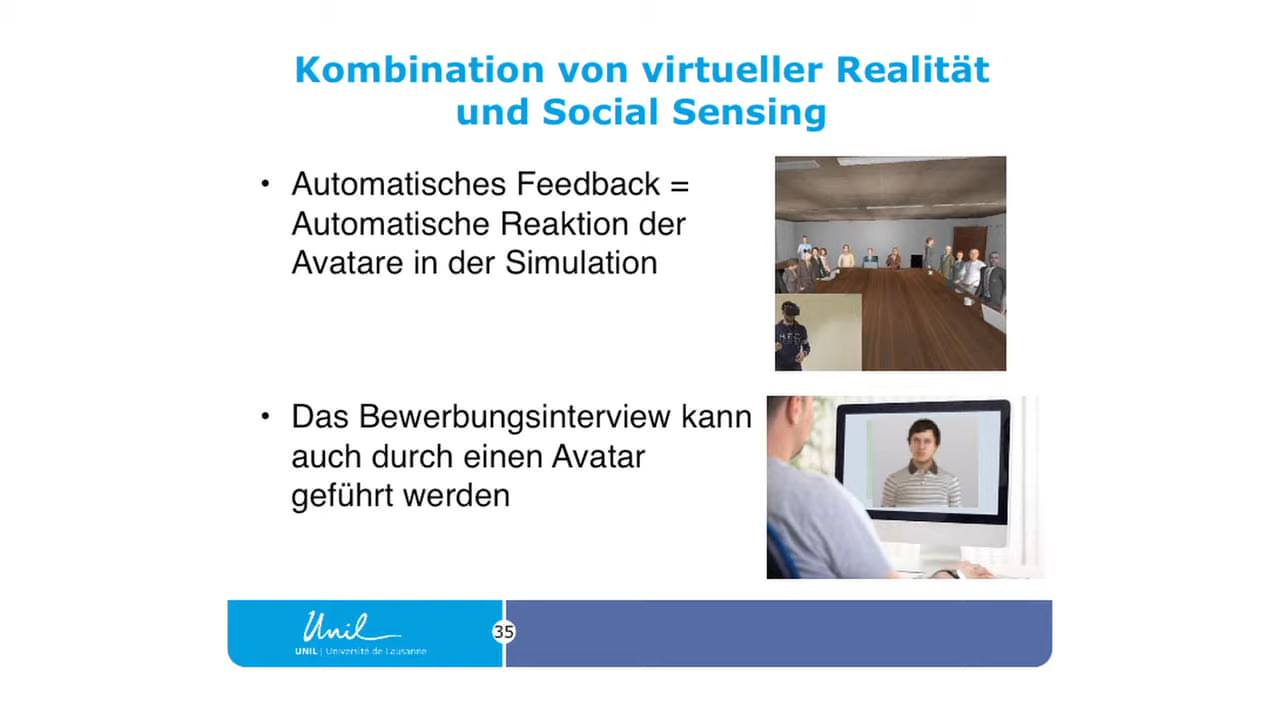 Kombination von virtueller Realität
und Social Sensing
• Automatisches Feedback =
Automatische Reaktion der
Avatare in der Simulation
• Das Bewerbungsinterview kann
auch durch einen Avatar
geführt werden
Unil
UNIL | Université de Lausanne
35